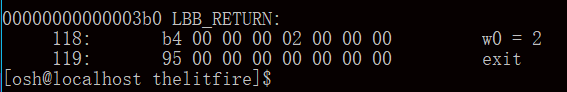 00000000000003b0 LBB_RETURN:
118: b4 00 00 00 02 00 00 00 w0 = 2
119: 95 00 00 00 00 00 00 00 exit
[osh@localhost thelitfire]$